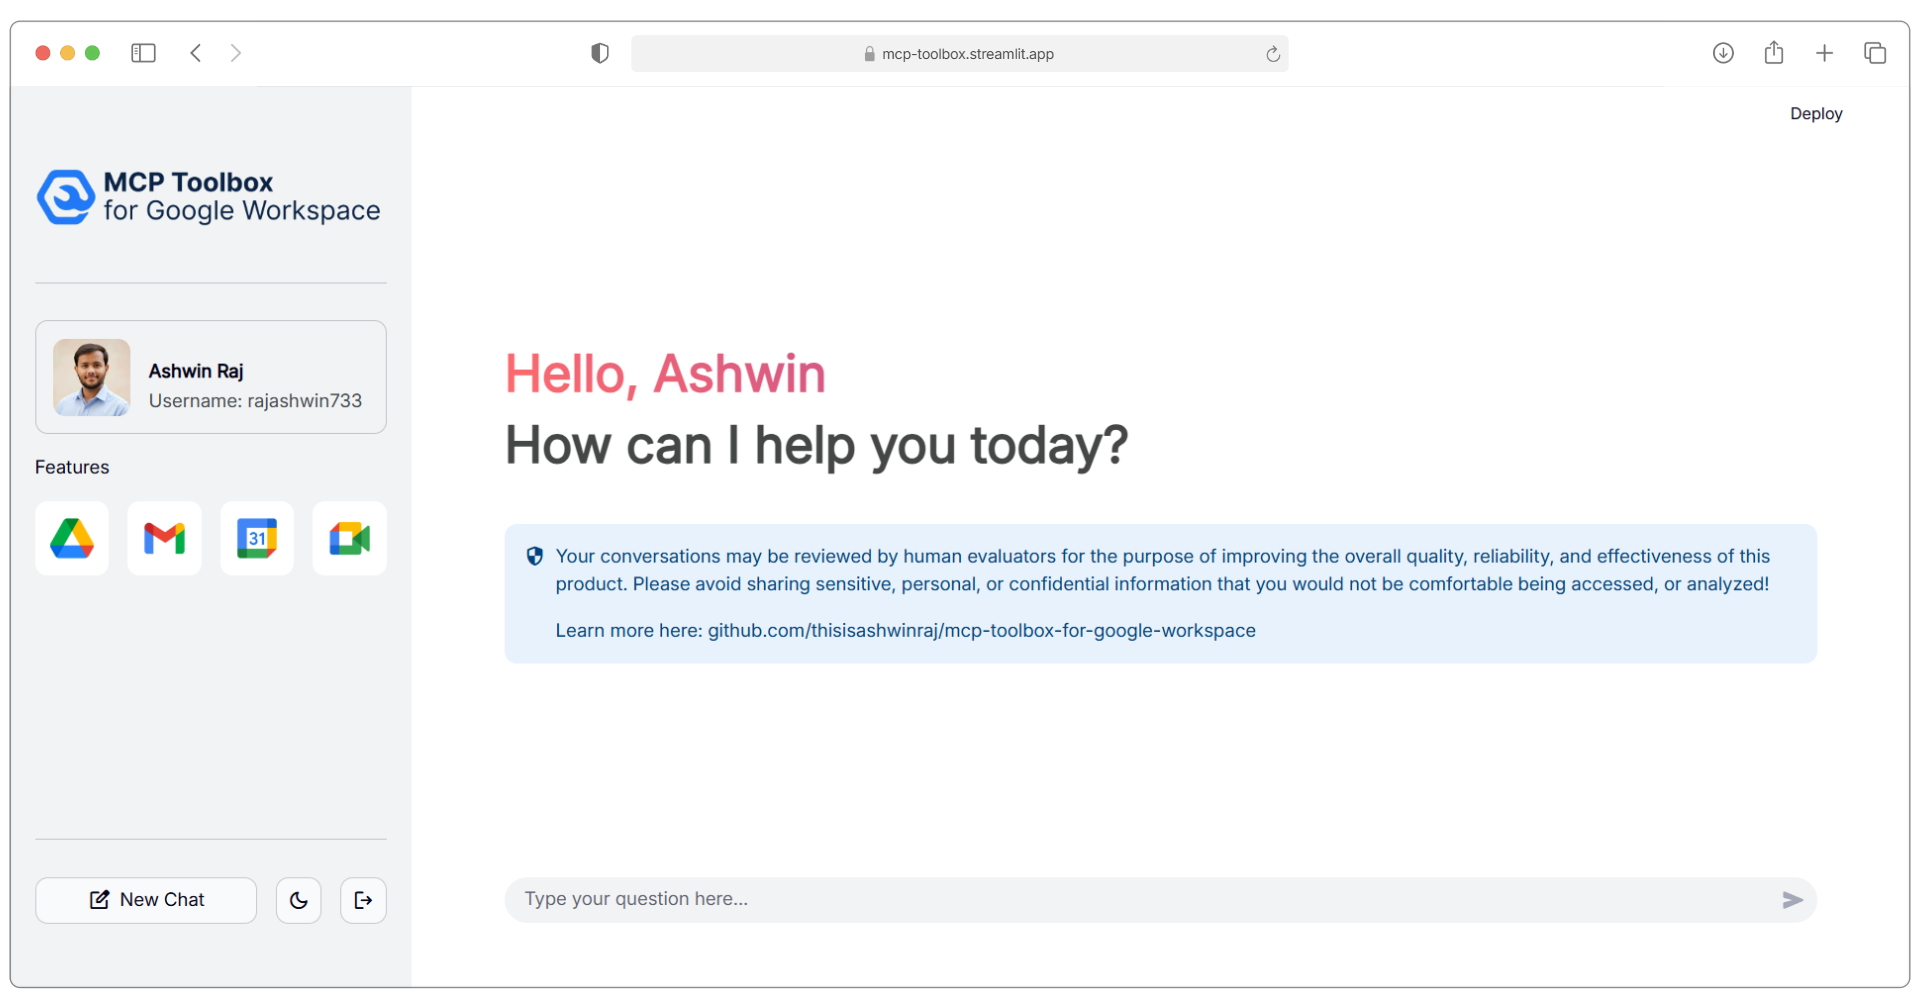 mcp-toolbox.streamlit.app
Deploy
MCP Toolbox
for Google Workspace
Ashwin Raj
Username: rajashwin733
Features
31
Hello, Ashwin
How can I help you today?
Your conversations may be reviewed by human evaluators for the purpose of improving the overall quality, reliability, and effectiveness of this
product. Please avoid sharing sensitive, personal, or confidential information that you would not be comfortable being accessed, or analyzed!
Learn more here: github.com/thisisashwinraj/mcp-toolbox-for-google-workspace
New Chat
Type your question here...